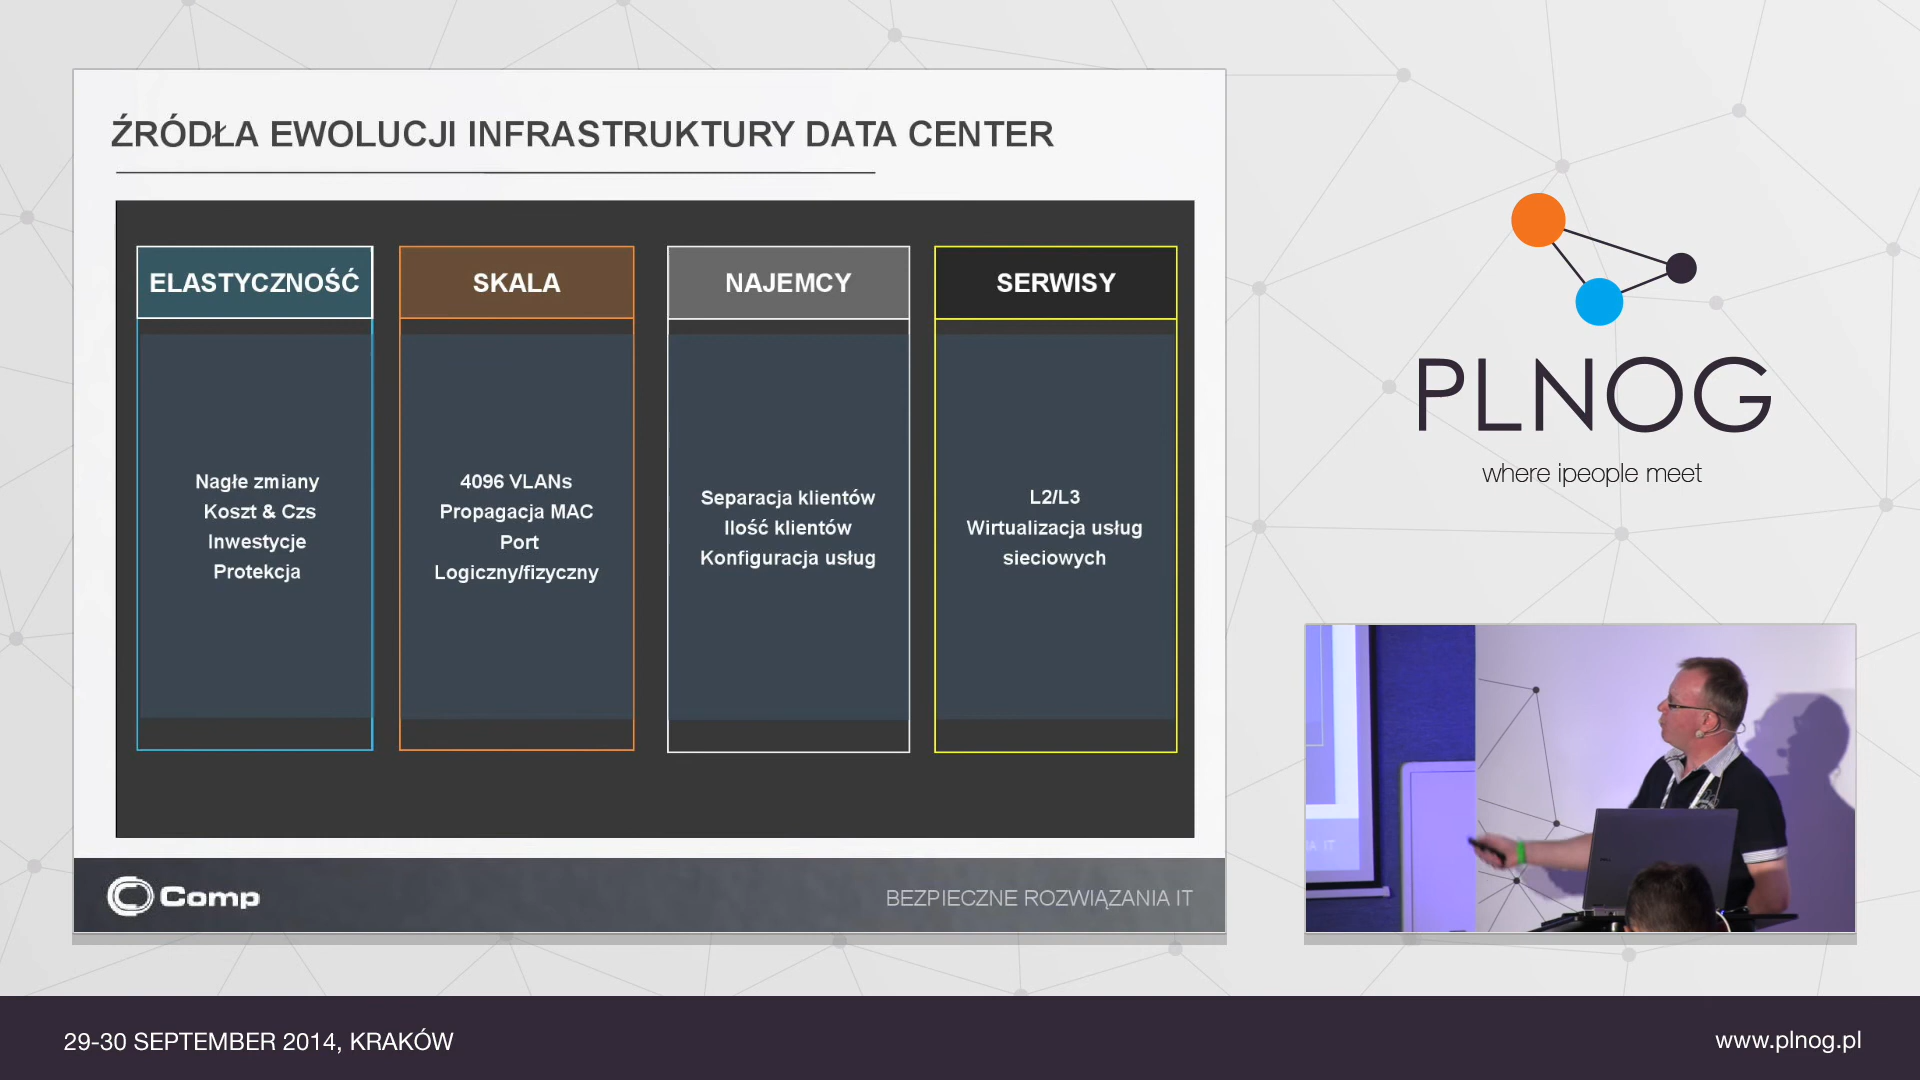 ŹRÓDŁA EWOLUCJI INFRASTRUKTURY DATA CENTER
ELASTYCZNOŚĆ
Nagłe zmiany
Koszt & Czs
Inwestycje
Protekcja
SKALA
4096 VLANs
Propagacja MAC
Port
Logiczny/fizyczny
NAJEMCY
Separacja klientów
Ilość klientów
Konfiguracja usług
SERWISY
L2/L3
Wirtualizacja usług
sieciowych
Comp
BEZPIECZNE ROZWIĄZANIA IT
PLNOG
where ipeople meet
IA IT
29-30 SEPTEMBER 2014, KRAKÓW
www.plnog.pl